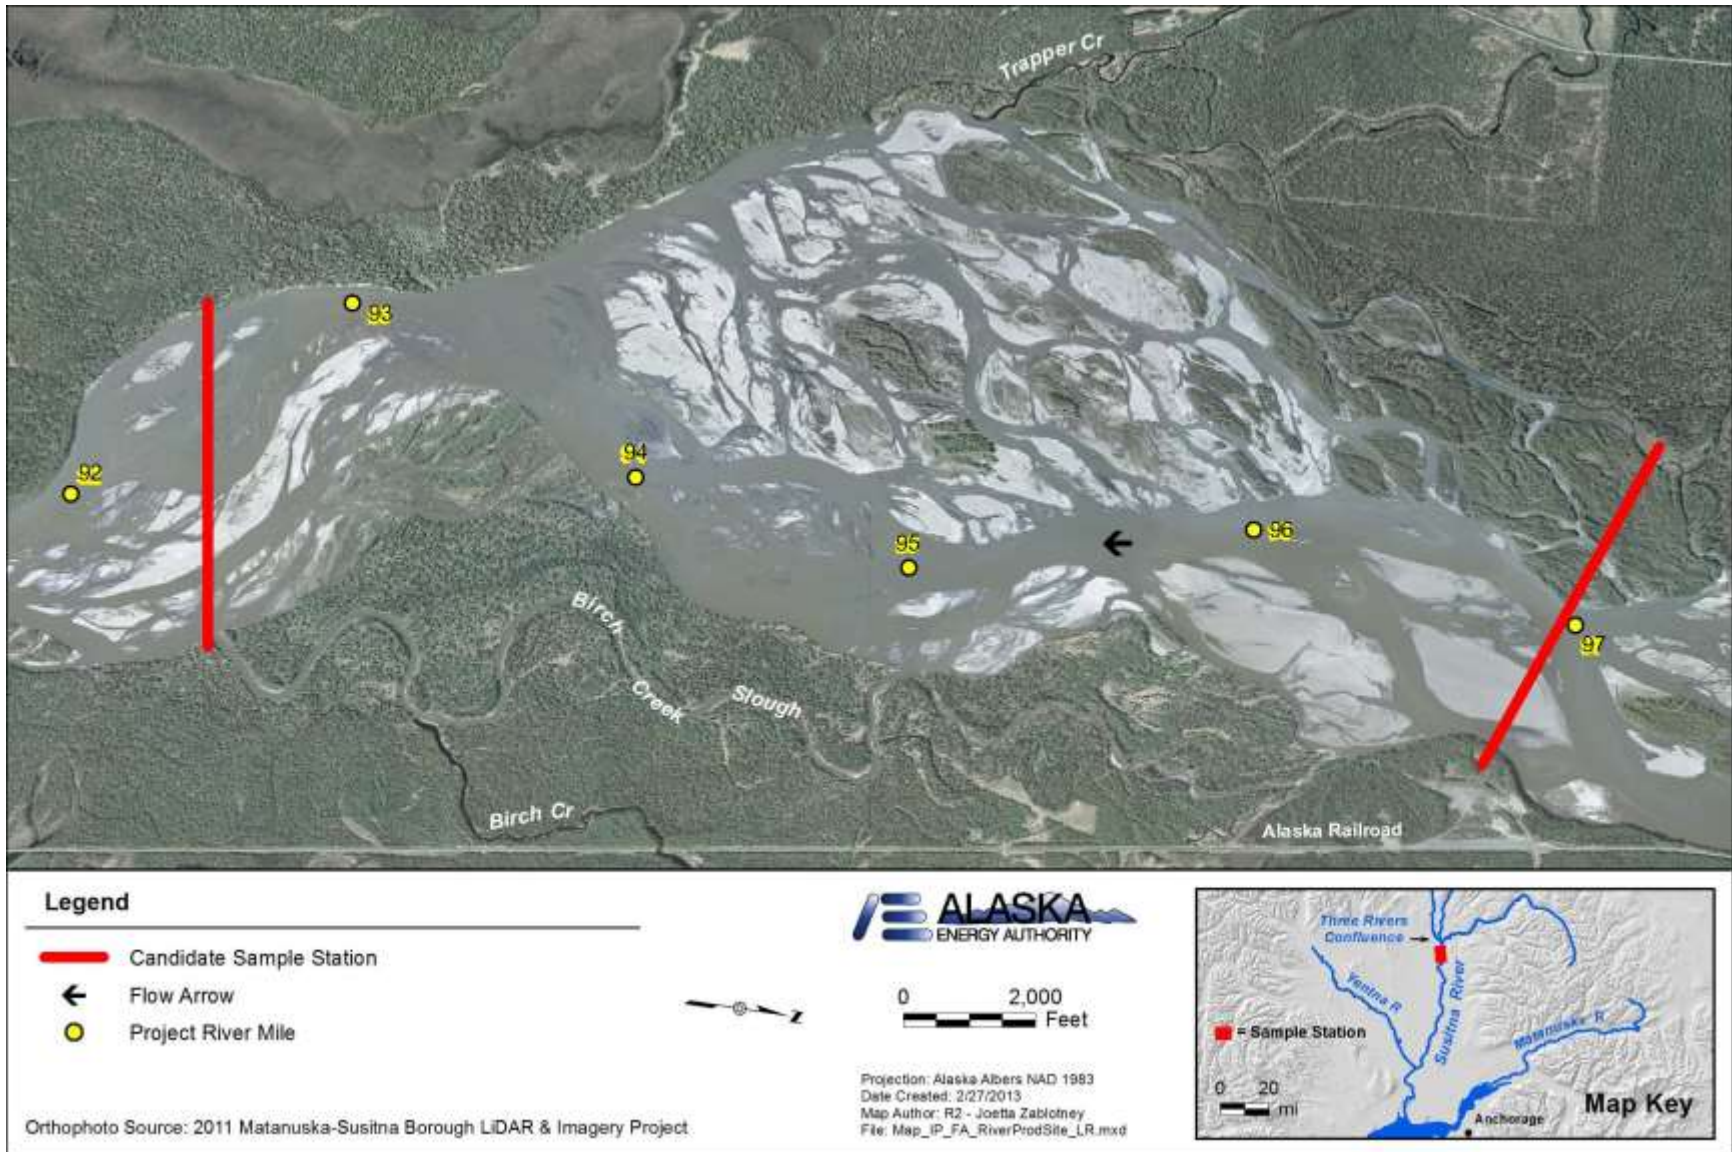 Trapper Cr
93
92
94
95
96
97
Birch
Creek
Slough
Birch Cr
Alaska Railroad
Legend
Candidate Sample Station
Flow Arrow
Project River Mile
Orthophoto Source: 2011 Matanuska-Susitna Borough LiDAR & Imagery Project
N
ALASKA
ENERGY AUTHORITY
0 2,000
Feet
Projection: Alaska Albers NAD 1983
Date Created: 2/27/2013
Map Author: R2 - Joetta Zablotney
File: Map_IP_FA_RiverProdSite_LR.mxd
Three Rivers
Confluence
Yenlna R
Susitna River
Matanuska R
= Sample Station
0 20
mi
Anchorage
Map Key